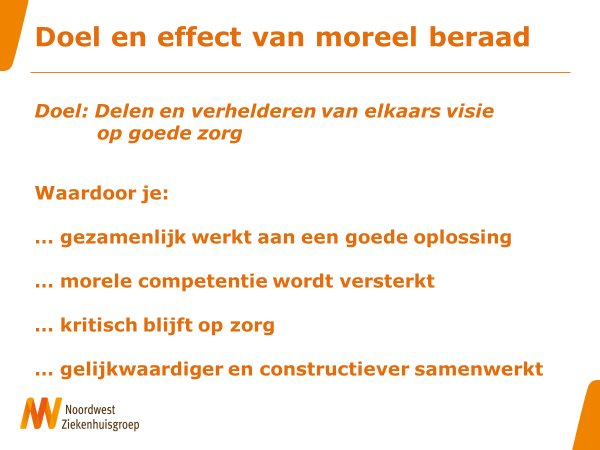 Doel en effect van moreel beraad
Doel: Delen en verhelderen van elkaars visie
op goede zorg
Waardoor je:
... gezamenlijk werkt aan een goede oplossing
... morele competentie wordt versterkt
... kritisch blijft op zorg
... gelijkwaardiger en constructiever samenwerkt
Noordwest
Ziekenhuisgroep